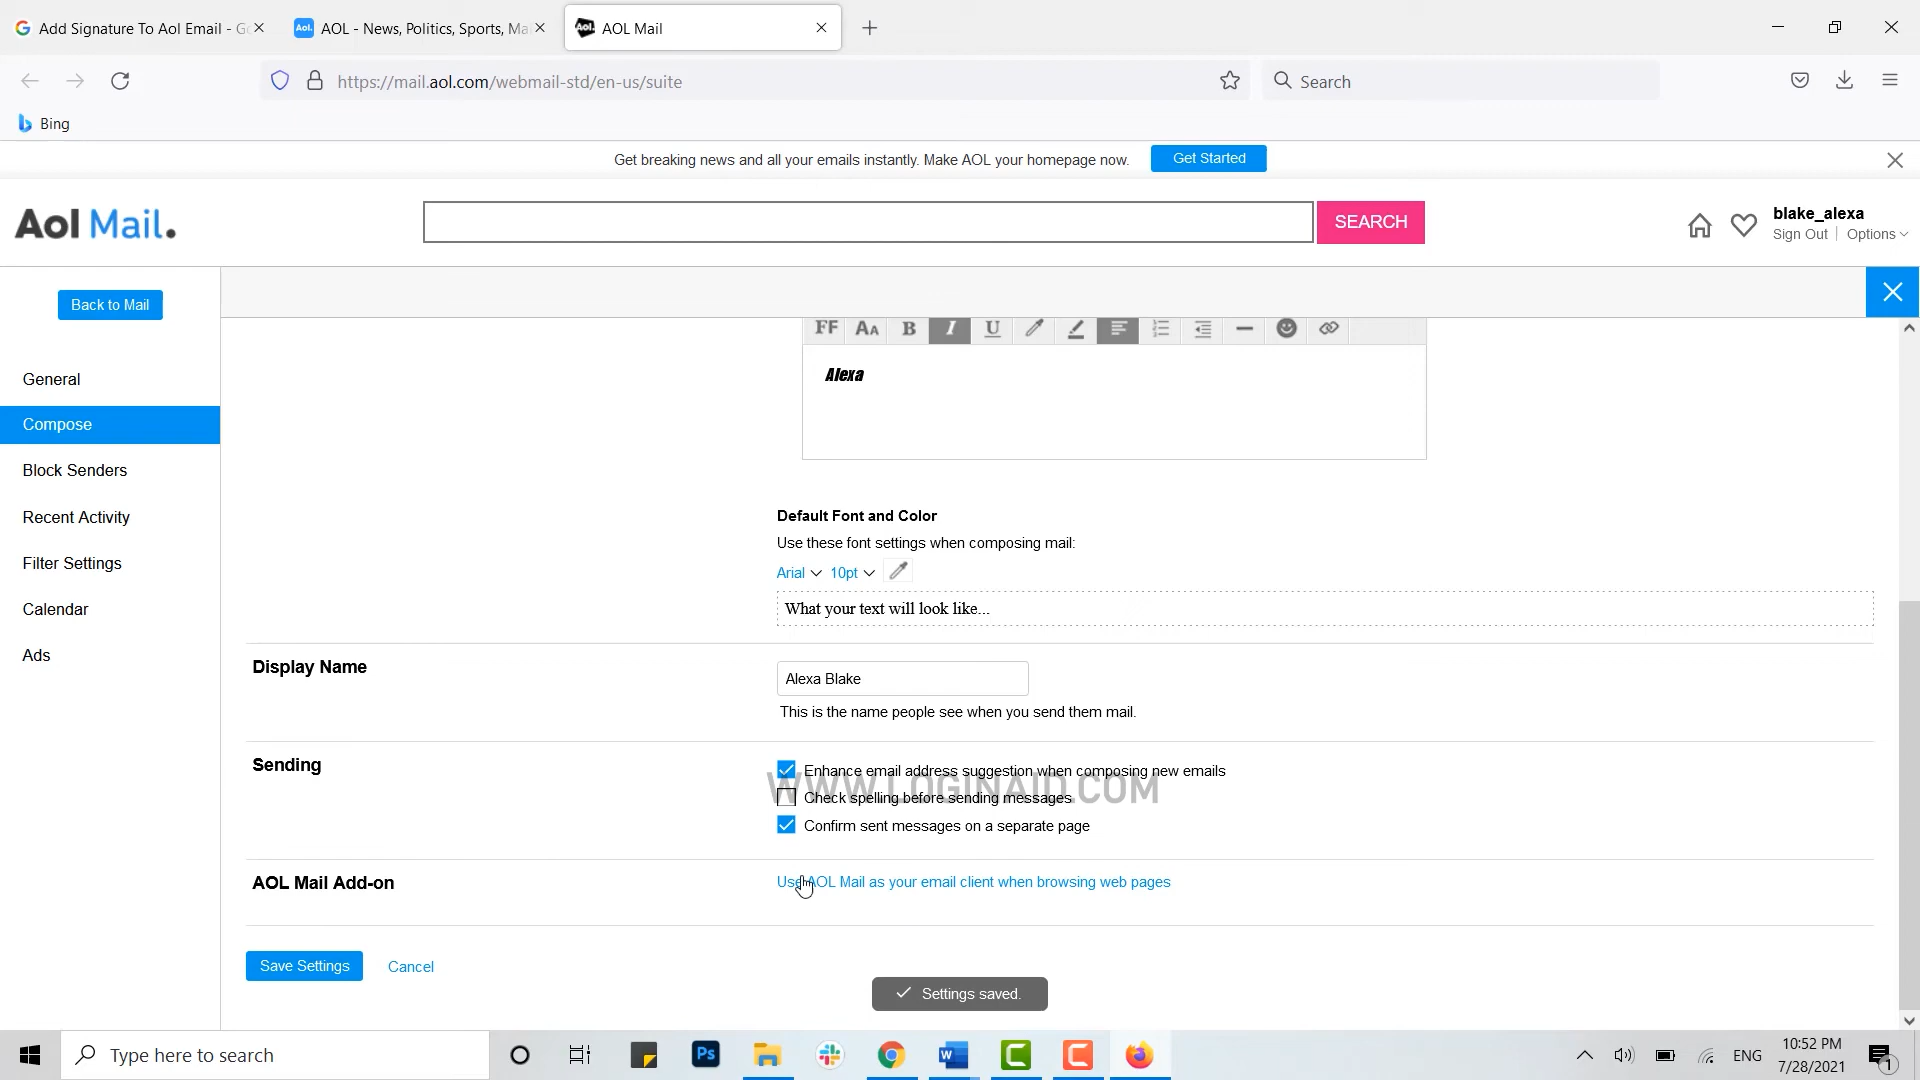 Add Signature To Aol Email - Go
AOL - News, Politics, Sports, Ma
AOL Mail
https://mail.aol.com/webmail-std/en-us/suite
Search
Bing
Get breaking news and all your emails instantly. Make AOL your homepage now.
Get Started
Aol Mail.
SEARCH
blake_alexa
Sign Out
Options
Back to Mail
General
Compose
Block Senders
Recent Activity
Filter Settings
Calendar
Ads
FF AA B I U
Alexa
Default Font and Color
Use these font settings when composing mail:
Arial 10pt
What your text will look like...
Display Name
Alexa Blake
This is the name people see when you send them mail.
Sending
Enhance email address suggestion when composing new emails
WWW.LOGINAID.COM
Check spelling before sending messages
Confirm sent messages on a separate page
AOL Mail Add-on
Use AOL Mail as your email client when browsing web pages
Save Settings
Cancel
Settings saved.
Type here to search
Ps
W
ENG
10:52 PM
7/28/2021
1